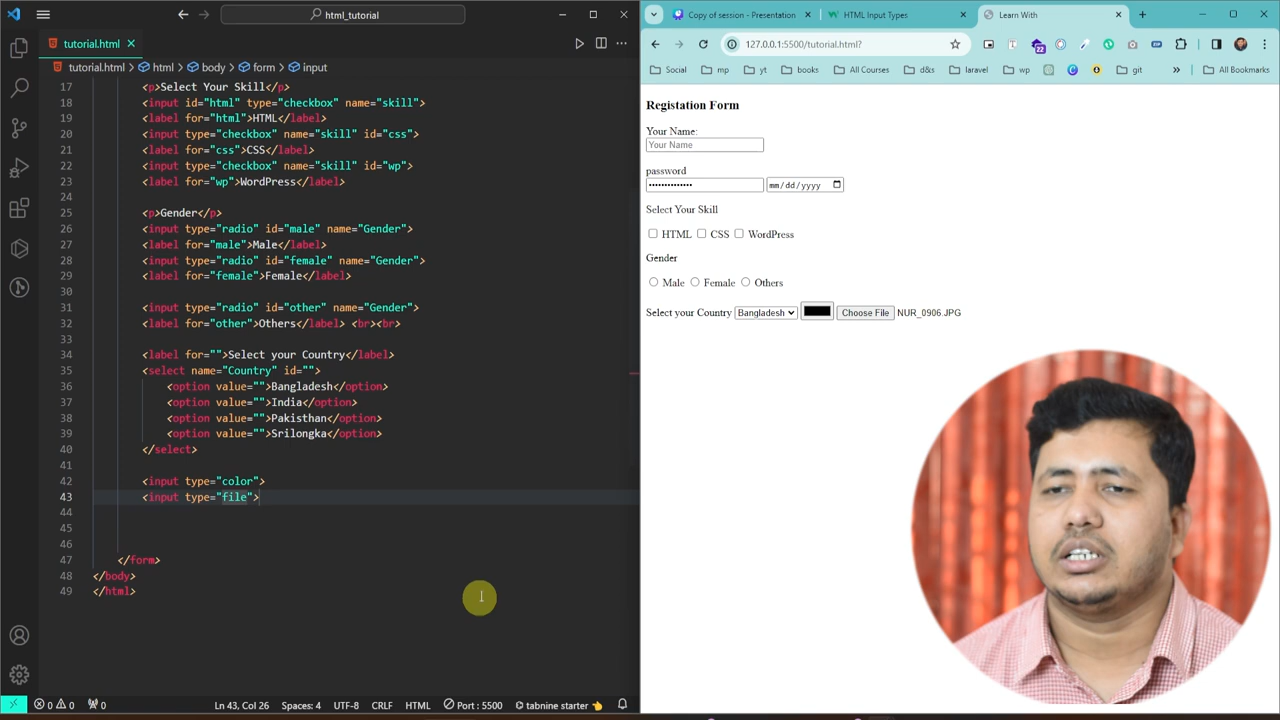 html_tutorial
tutorial.html
tutorial.html > html > body > form > input
17 <p>Select Your Skill</p>
18 <input id="html" type="checkbox" name="skill">
19 <label for="html">HTML</label>
20 <input type="checkbox" name="skill" id="css">
21 <label for="css">CSS</label>
22 <input type="checkbox" name="skill" id="wp">
23 <label for="wp">WordPress</label>
24
25 <p>Gender</p>
26 <input type="radio" id="male" name="Gender">
27 <label for="male">Male</label>
28 <input type="radio" id="female" name="Gender">
29 <label for="female">Female</label>
30
31 <input type="radio" id="other" name="Gender">
32 <label for="other">Others</label> <br><br>
33
34 <label for="">Select your Country</label>
35 <select name="Country" id="">
36 <option value="">Bangladesh</option>
37 <option value="">India</option>
38 <option value="">Pakisthan</option>
39 <option value="">Srilongka</option>
40 </select>
41
42 <input type="color">
43 <input type="file">
44
45
46
47 </form>
48 </body>
49 </html>
0 0 0 Ln 43, Col 26 Spaces: 4 UTF-8 CRLF HTML Port : 5500 tabnine starter
Copy of session - Presentation HTML Input Types Learn With
127.0.0.1:5500/tutorial.html?
22
Social mp yt books All Courses d&s laravel wp git » All Bookmarks
Registation Form
Your Name:
Your Name
password
•••••••••••••• mm/dd/yyyy
Select Your Skill
HTML CSS WordPress
Gender
Male Female Others
Select your Country Bangladesh Choose File NUR_0906.JPG